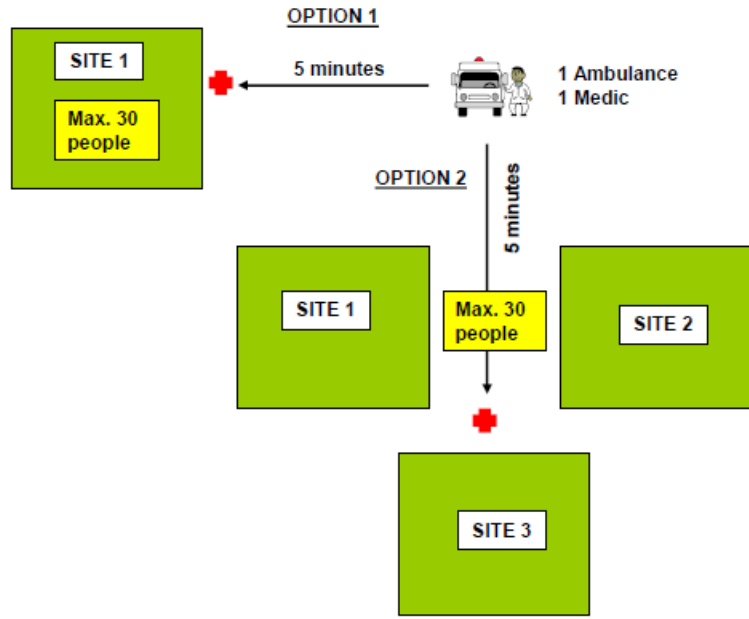 OPTION 1
SITE 1
Max. 30
people
5 minutes
1 Ambulance
1 Medic
OPTION 2
5 minutes
SITE 1
Max. 30
people
SITE 2
SITE 3